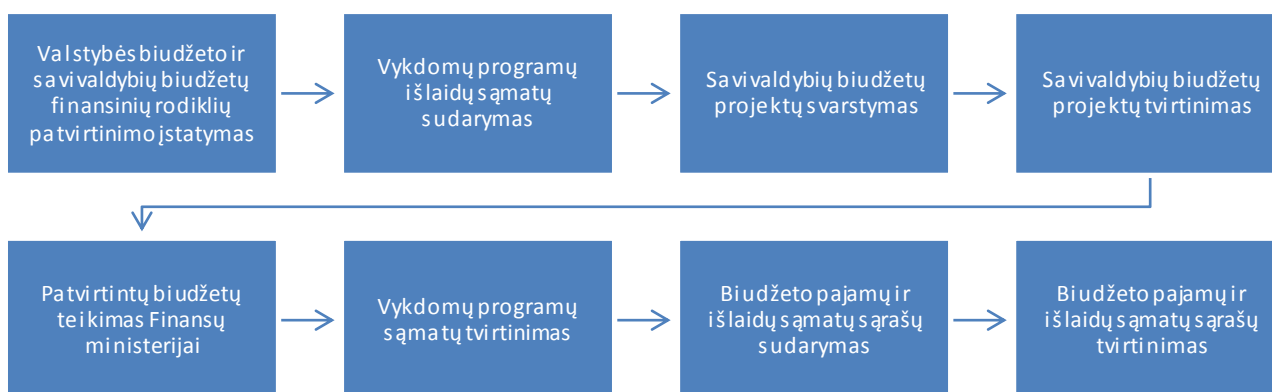 Valstybės biudžeto ir
savivaldybių biudžetų
finansinių rodiklių
patvirtinimo įstatymas
Vykdomų programų
išlaidų sąmatų
sudarymas
Savivaldybių biudžetų
projektų svarstymas
Savivaldybių biudžetų
projektų tvirtinimas
Patvirtintų biudžetų
teikimas Finansų
ministerijai
Vykdomų programų
sąmatų tvirtinimas
Biudžeto pajamų ir
išlaidų sąmatų sąrašų
sudarymas
Biudžeto pajamų ir
išlaidų sąmatų sąrašų
tvirtinimas